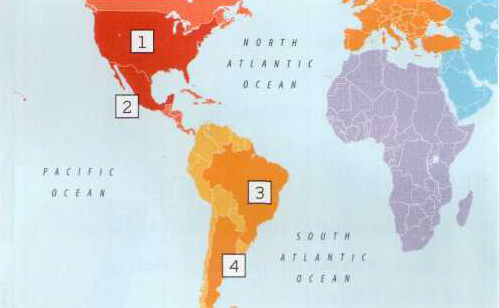 1
NORTH
ATLANTIC
OCEAN
2
PACIFIC
OCEAN
3
SOUTH
ATLANTIC
OCEAN
4